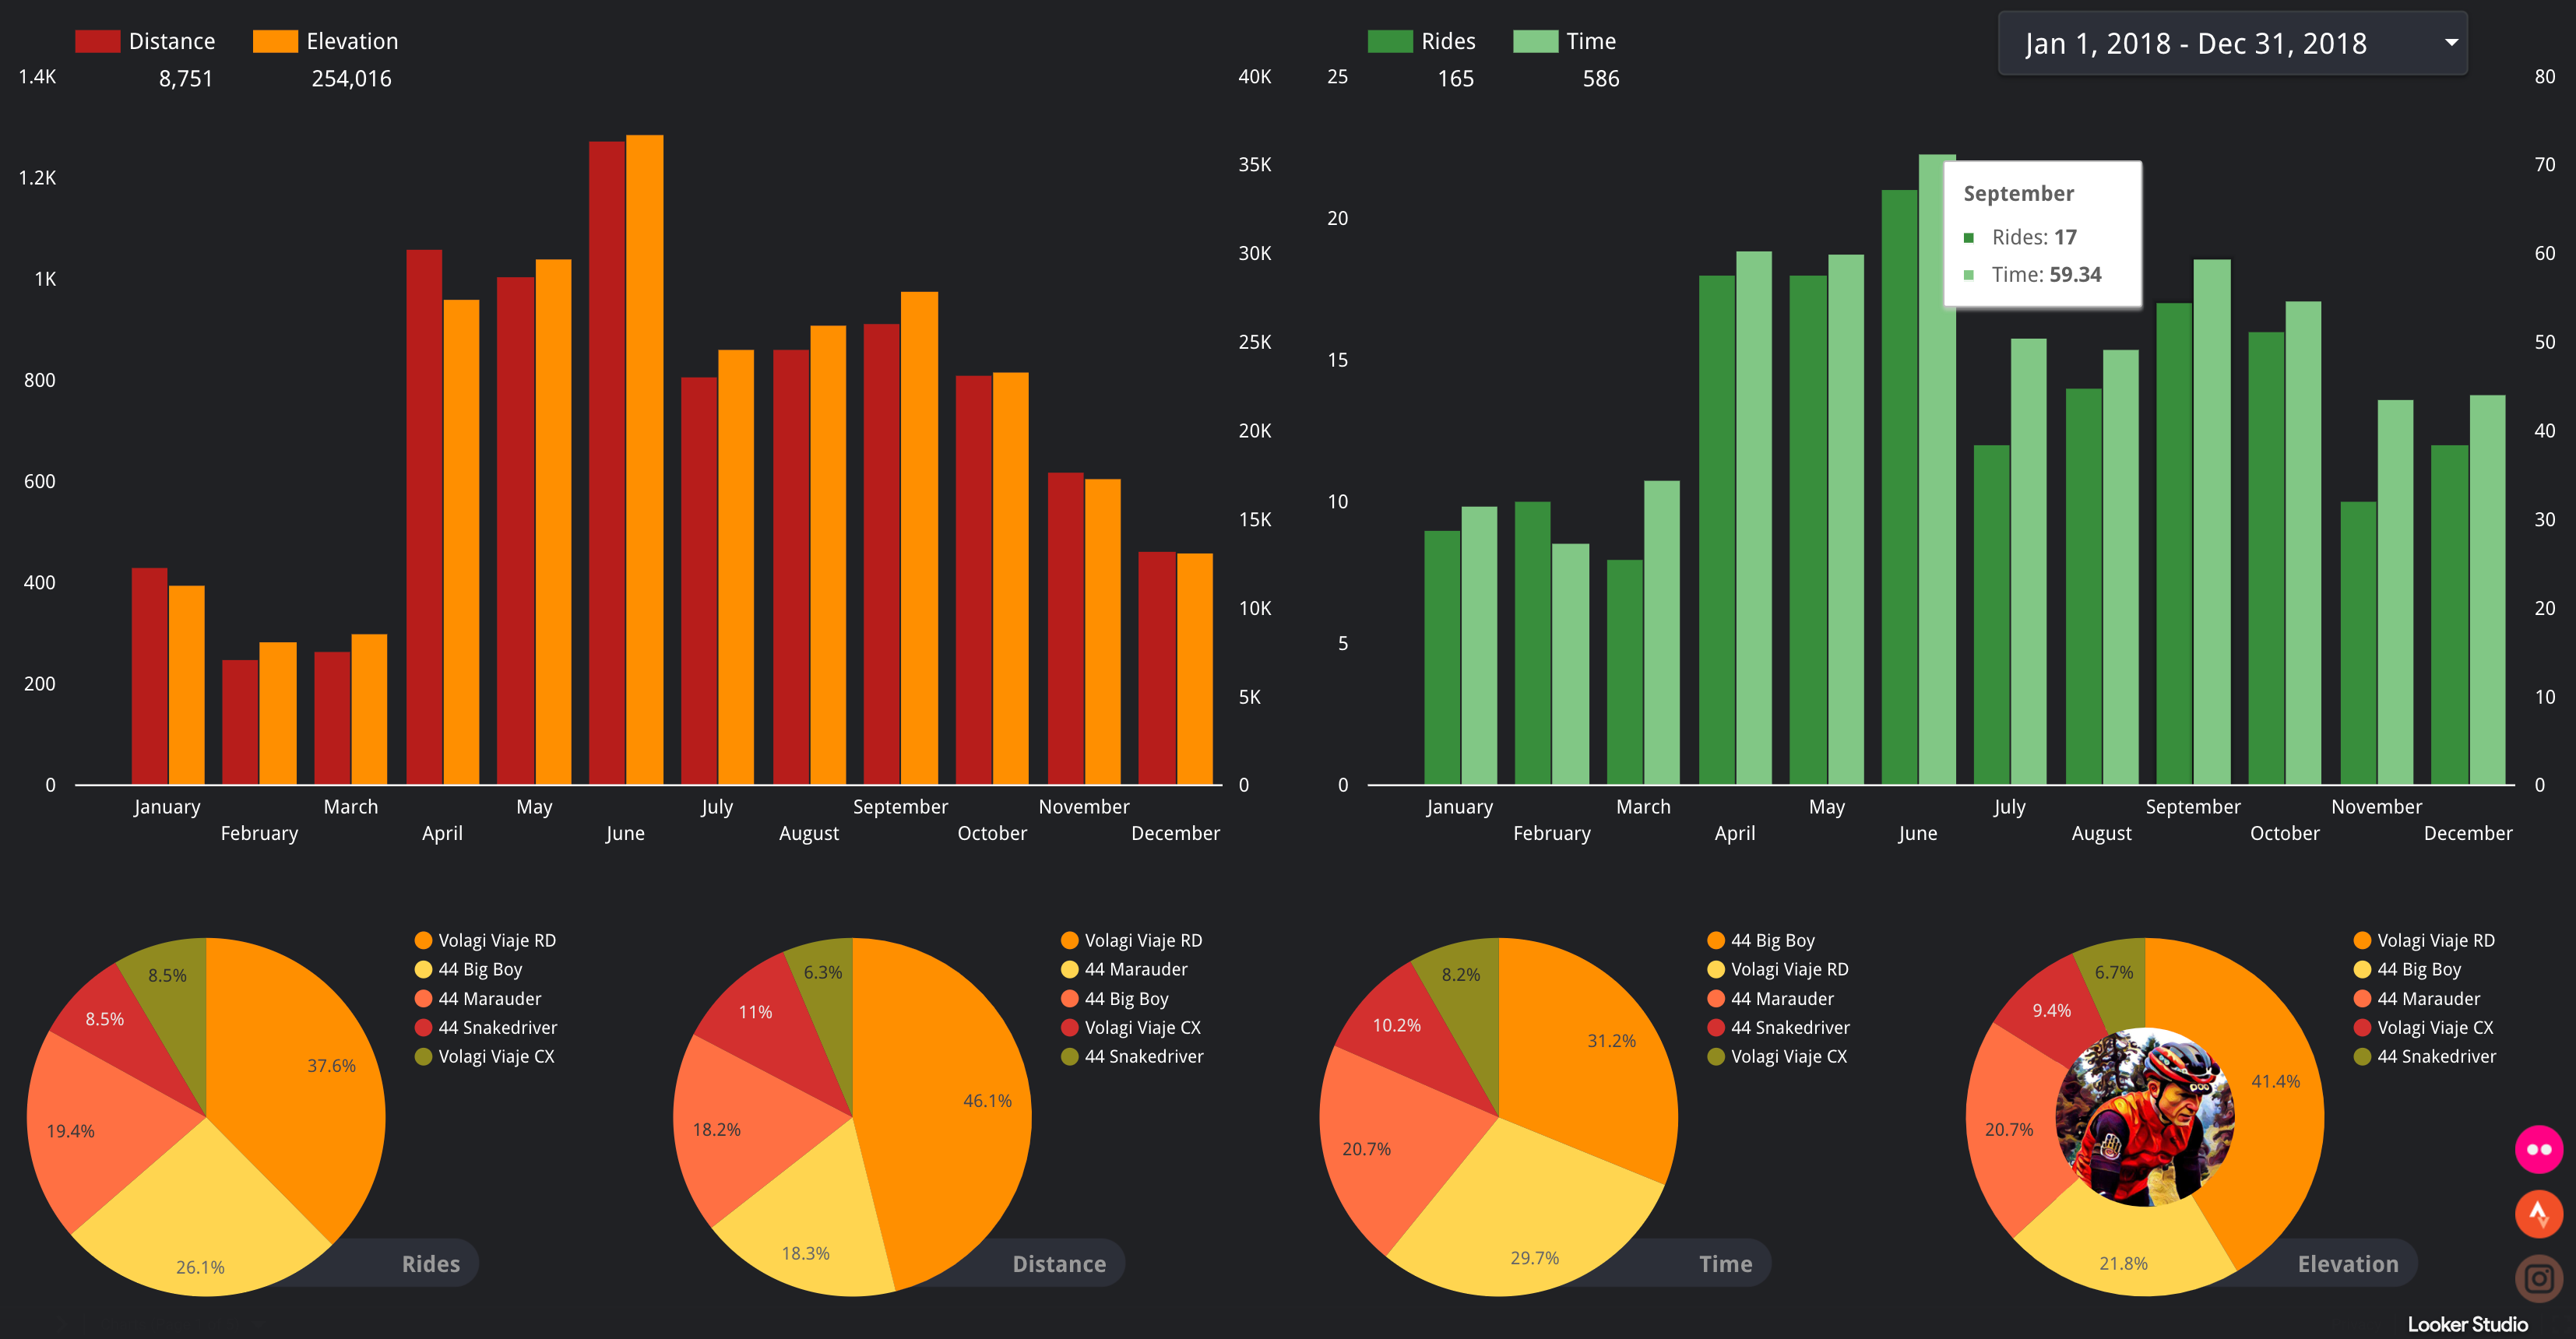 Distance Elevation
8,751 254,016
1.4K
1.2K
1K
800
600
400
200
0
40K
35K
30K
25K
20K
15K
10K
5K
0
January March May July September November
February April June August October December
Rides Time
165 586
Jan 1, 2018 - Dec 31, 2018
25
20
15
10
5
0
80
70
60
50
40
30
20
10
0
September
Rides: 17
Time: 59.34
January March May July September November
February April June August October December
Volagi Viaje RD
44 Big Boy
44 Marauder
44 Snakedriver
Volagi Viaje CX
8.5%
8.5%
37.6%
19.4%
26.1%
Rides
Volagi Viaje RD
44 Marauder
44 Big Boy
Volagi Viaje CX
44 Snakedriver
6.3%
11%
46.1%
18.2%
18.3%
Distance
44 Big Boy
Volagi Viaje RD
44 Marauder
44 Snakedriver
Volagi Viaje CX
8.2%
10.2%
31.2%
20.7%
29.7%
Time
Volagi Viaje RD
44 Big Boy
44 Marauder
Volagi Viaje CX
44 Snakedriver
6.7%
9.4%
41.4%
20.7%
21.8%
Elevation
Looker Studio